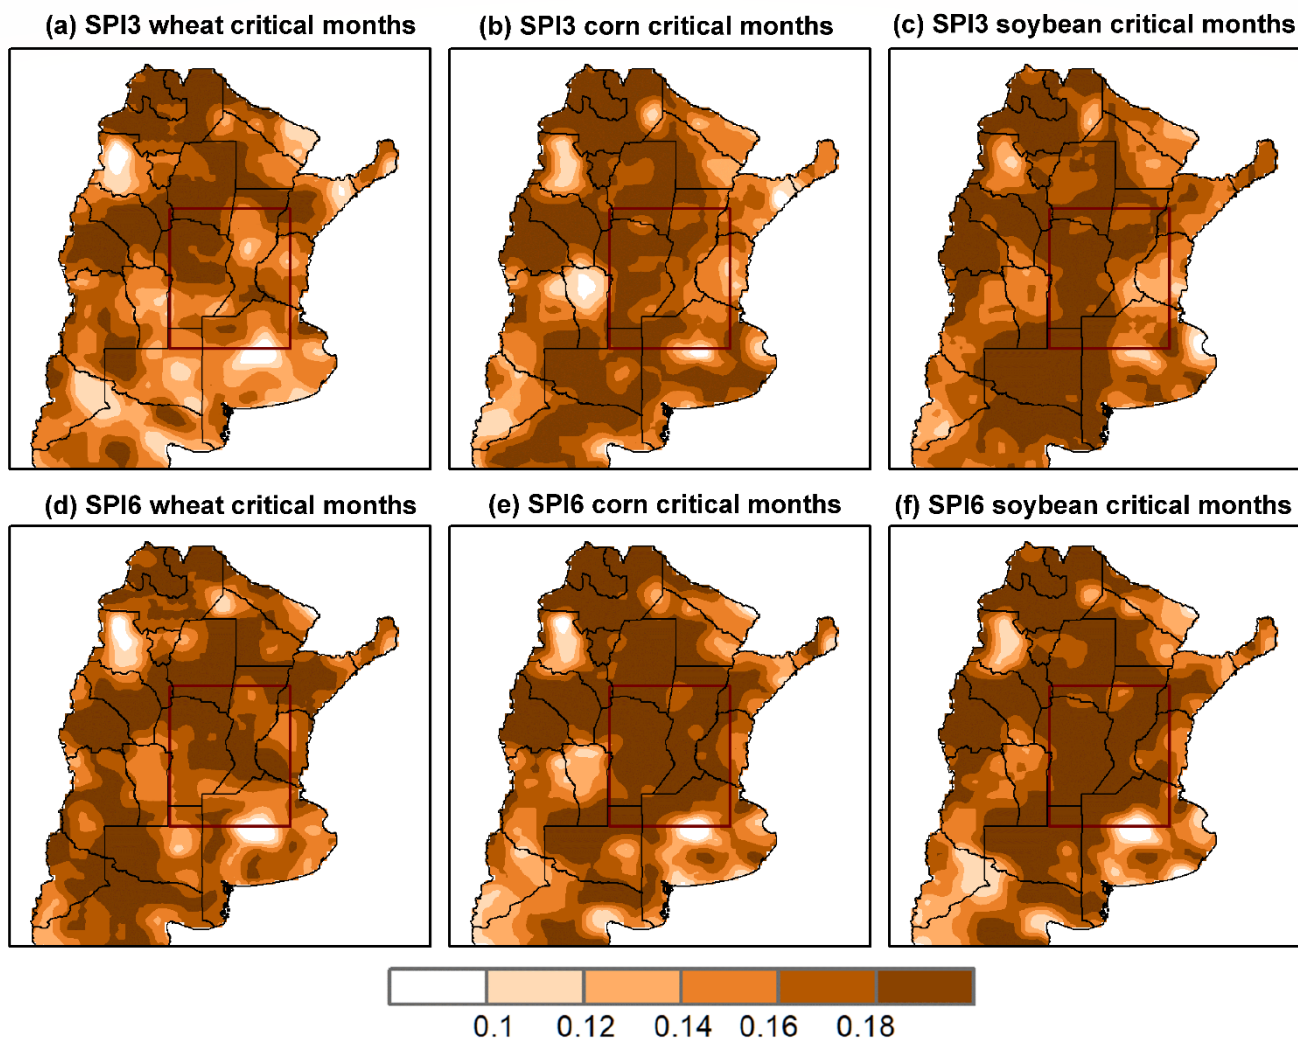 (a) SPI3 wheat critical months
(b) SPI3 corn critical months
(c) SPI3 soybean critical months
(d) SPI6 wheat critical months
(e) SPI6 corn critical months
(f) SPI6 soybean critical months
0.1 0.12 0.14 0.16 0.18